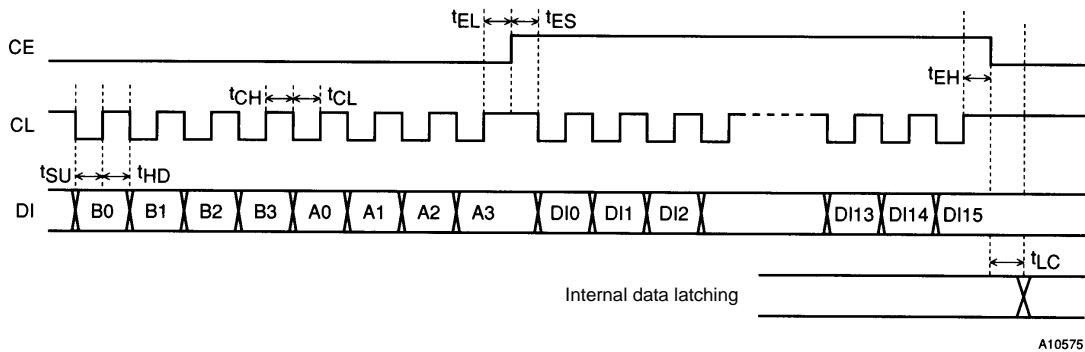 tEL tES
CE
tEH
tCH tCL
CL
tSU tHD
DI B0 B1 B2 B3 A0 A1 A2 A3 DI0 DI1 DI2 DI13 DI14 DI15
tLC
Internal data latching
A10575